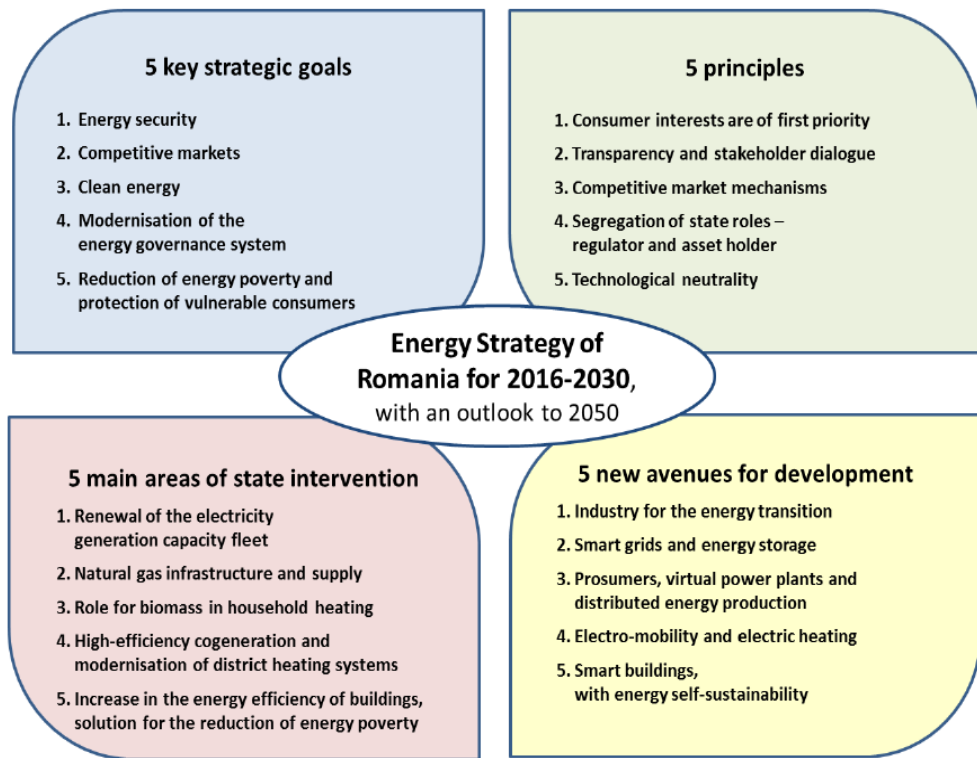 5 key strategic goals
1. Energy security
2. Competitive markets
3. Clean energy
4. Modernisation of the
energy governance system
5. Reduction of energy poverty and
protection of vulnerable consumers
5 principles
1. Consumer interests are of first priority
2. Transparency and stakeholder dialogue
3. Competitive market mechanisms
4. Segregation of state roles –
regulator and asset holder
5. Technological neutrality
Energy Strategy of
Romania for 2016-2030,
with an outlook to 2050
5 main areas of state intervention
1. Renewal of the electricity
generation capacity fleet
2. Natural gas infrastructure and supply
3. Role for biomass in household heating
4. High-efficiency cogeneration and
modernisation of district heating systems
5. Increase in the energy efficiency of buildings,
solution for the reduction of energy poverty
5 new avenues for development
1. Industry for the energy transition
2. Smart grids and energy storage
3. Prosumers, virtual power plants and
distributed energy production
4. Electro-mobility and electric heating
5. Smart buildings,
with energy self-sustainability